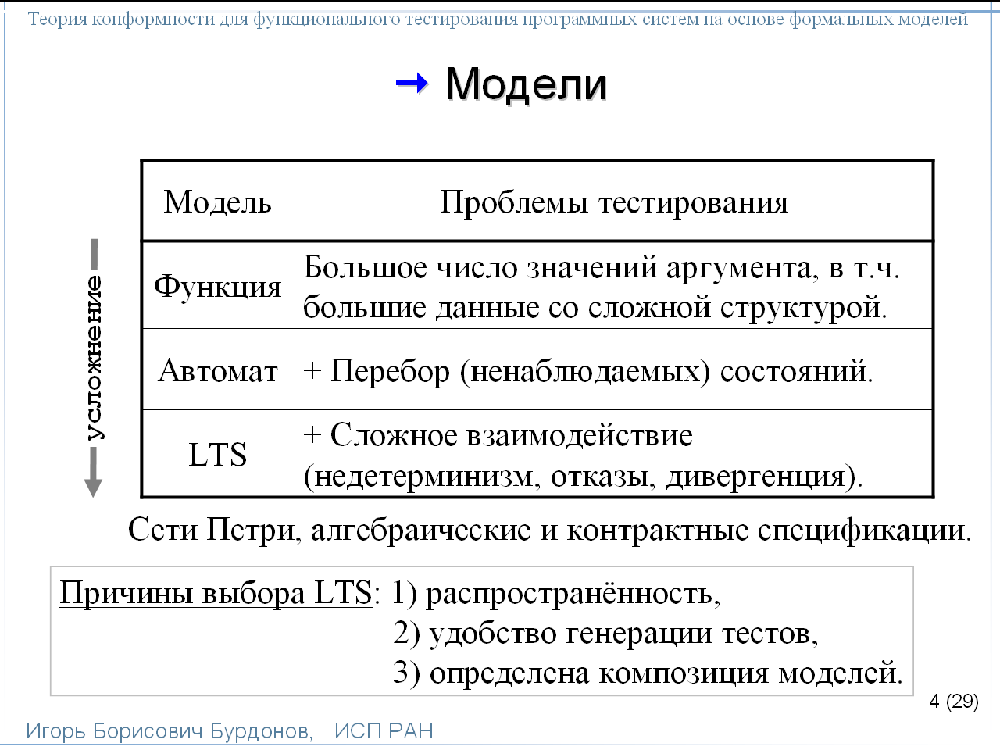 Теория конформности для функционального тестирования программных систем на основе формальных моделей
→ Модели
Модель
Проблемы тестирования
усложнение
Функция
Большое число значений аргумента, в т.ч.
большие данные со сложной структурой.
Автомат
+ Перебор (ненаблюдаемых) состояний.
LTS
+ Сложное взаимодействие
(недетерминизм, отказы, дивергенция).
Сети Петри, алгебраические и контрактные спецификации.
Причины выбора LTS: 1) распространённость,
2) удобство генерации тестов,
3) определена композиция моделей.
4 (29)
Игорь Борисович Бурдонов, ИСП РАН